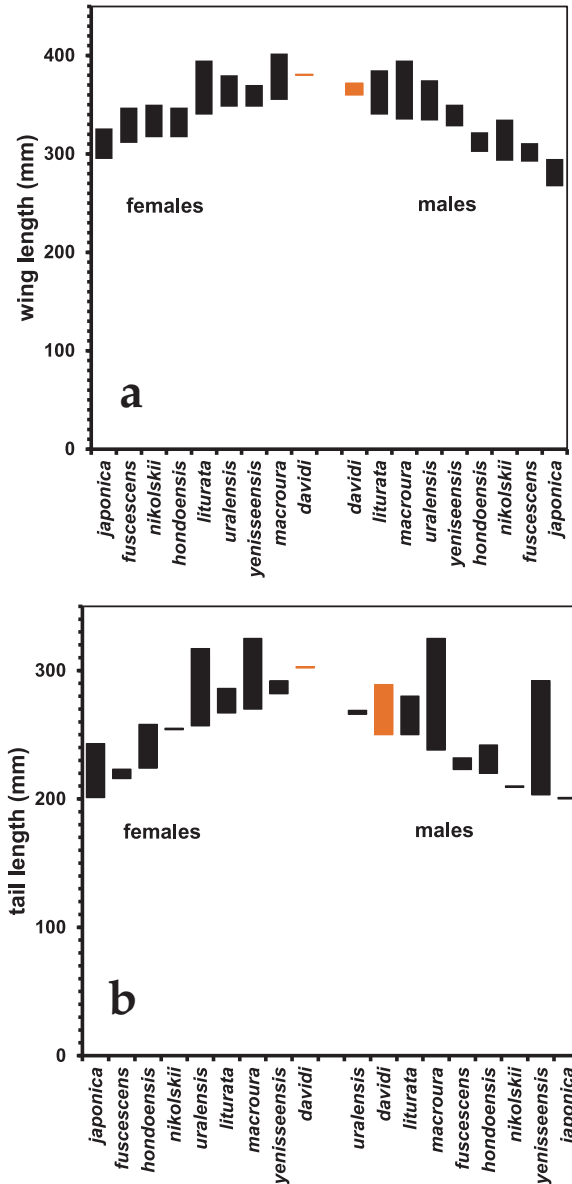 400
300
200
100
0
wing length (mm)
females
males
a
japonica
fuscescens
nikolskii
hondoensis
liturata
uralensis
yenisseensis
macroura
davidi
davidi
liturata
macroura
uralensis
yeniseensis
hondoensis
nikolskii
fuscescens
japonica
300
200
100
0
tail length (mm)
females
males
b
japonica
fuscescens
hondoensis
nikolskii
uralensis
liturata
macroura
yenisseensis
davidi
uralensis
davidi
liturata
macroura
fuscescens
hondoensis
nikolskii
yenisseensis
japonica